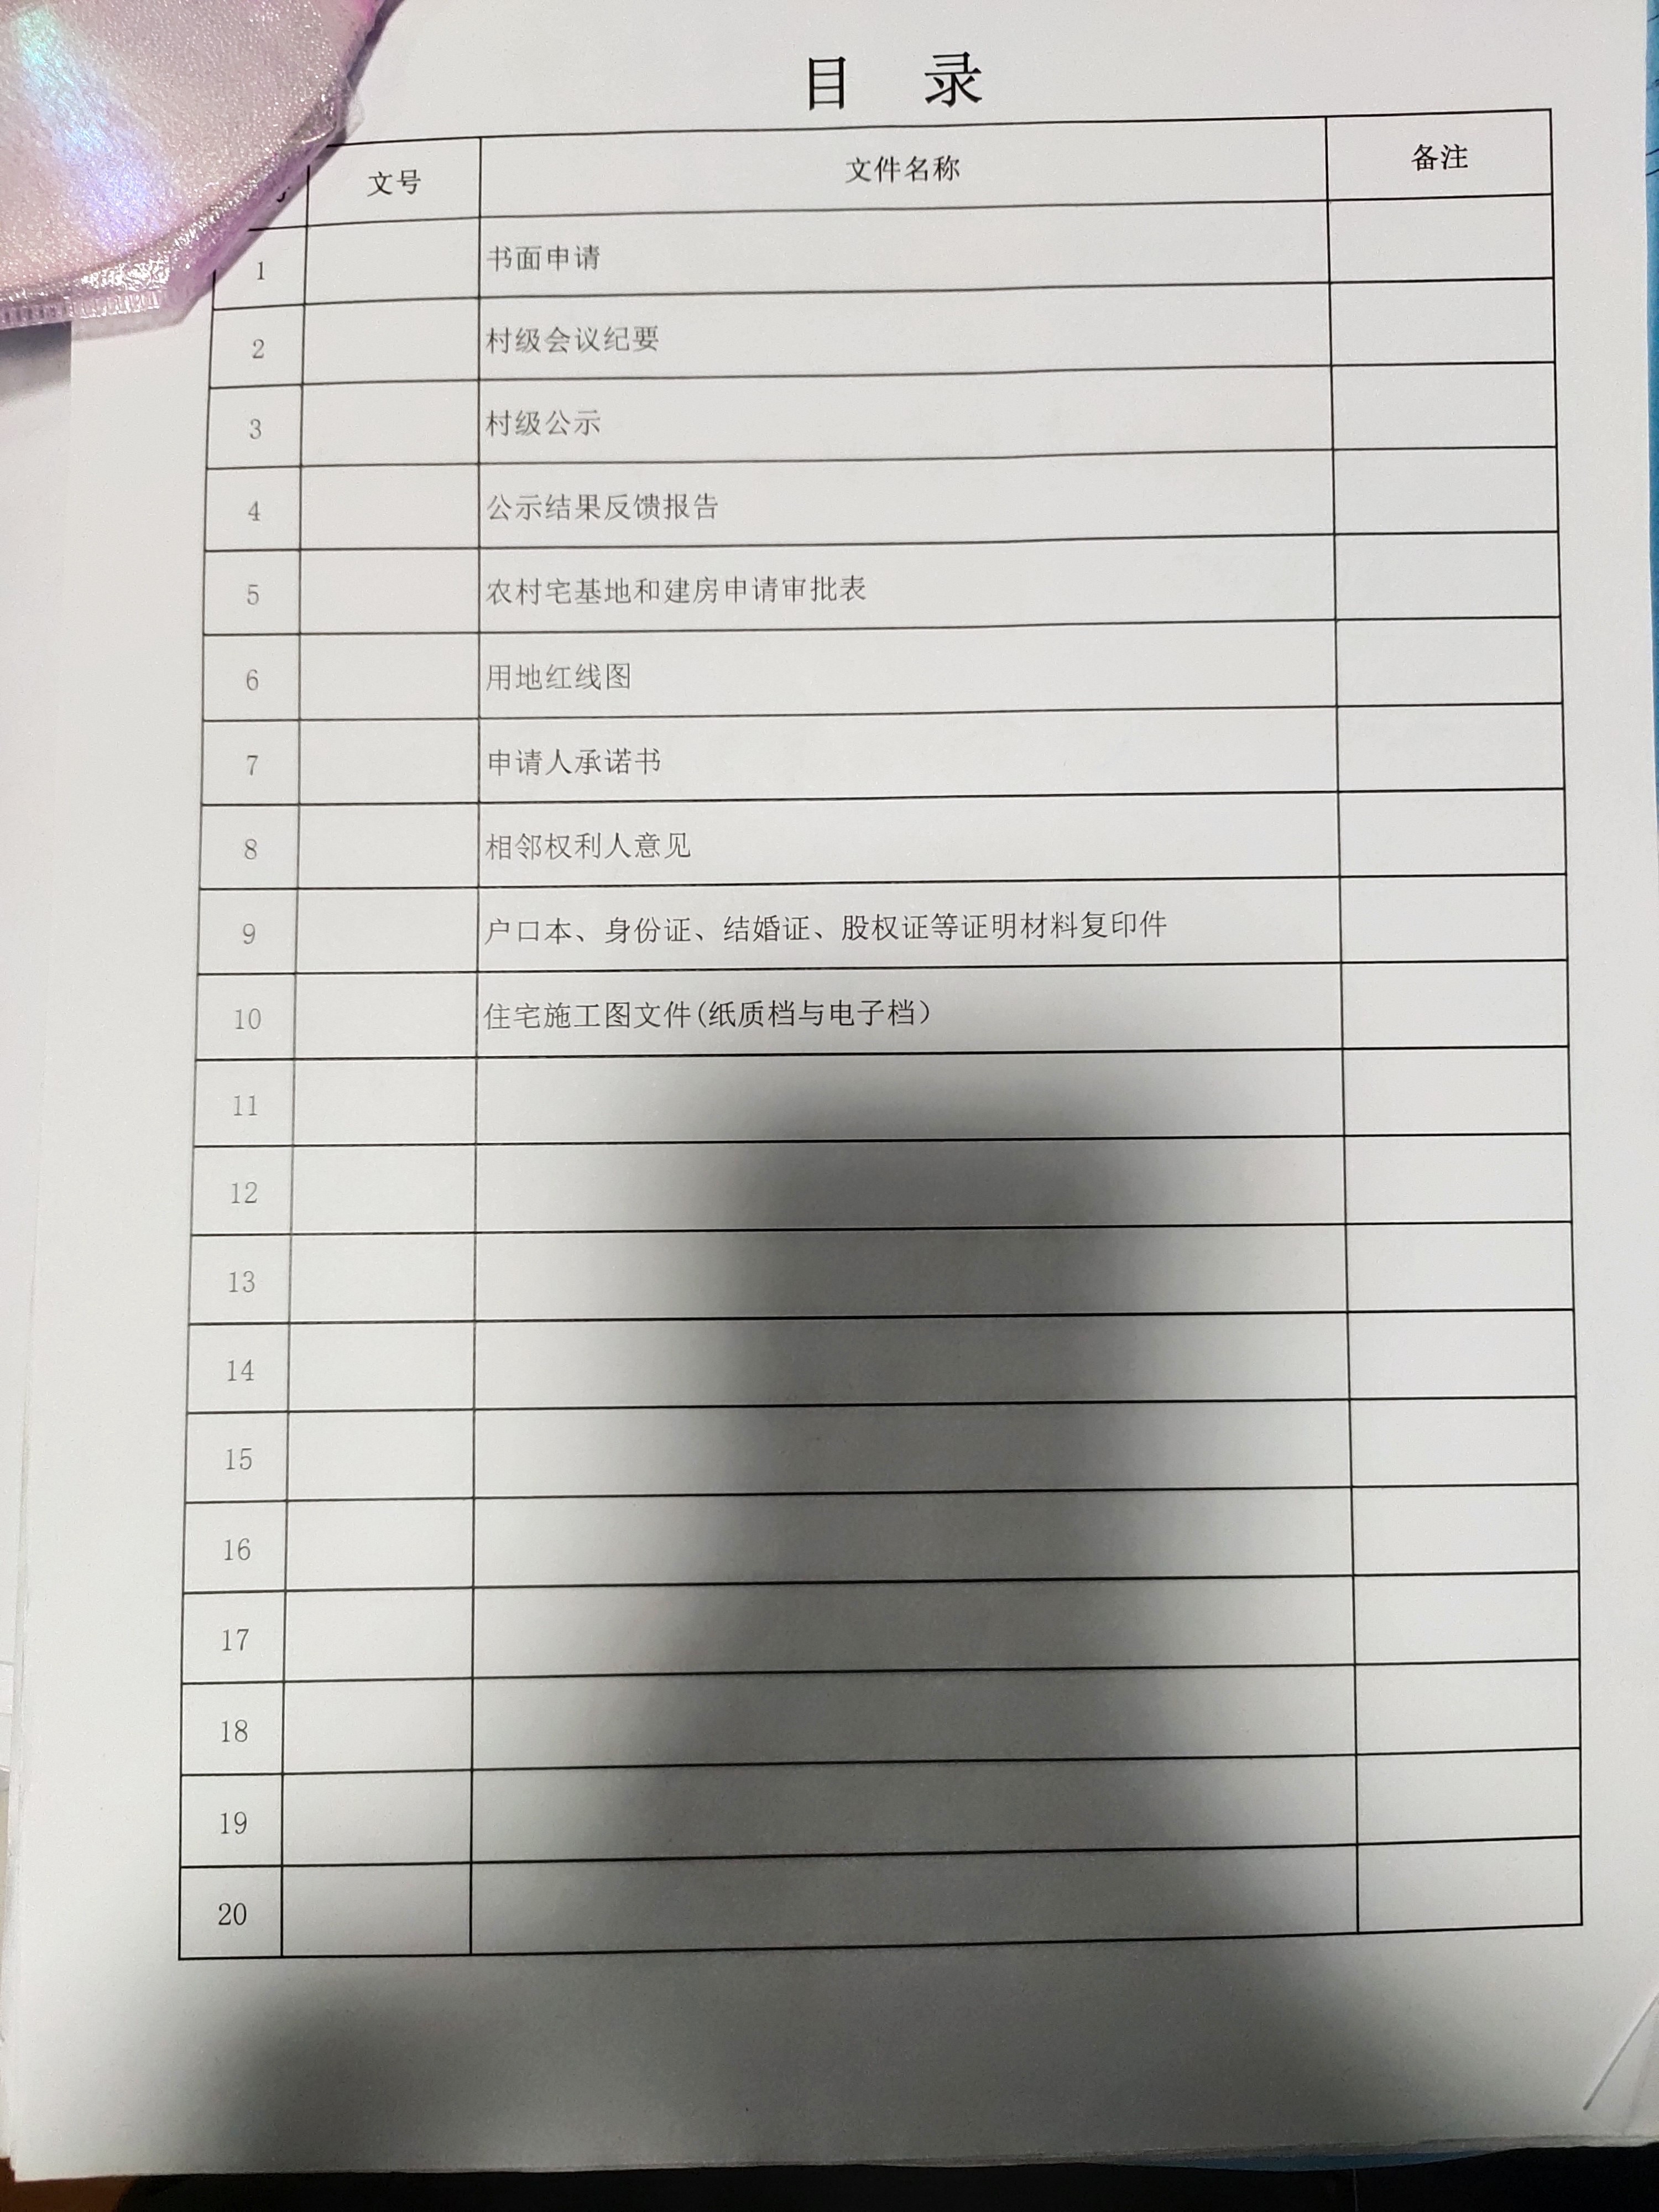 目 录
文号 文件名称 备注
1 书面申请
2 村级会议纪要
3 村级公示
4 公示结果反馈报告
5 农村宅基地和建房申请审批表
6 用地红线图
7 申请人承诺书
8 相邻权利人意见
9 户口本、身份证、结婚证、股权证等证明材料复印件
10 住宅施工图文件(纸质档与电子档）
11
12
13
14
15
16
17
18
19
20